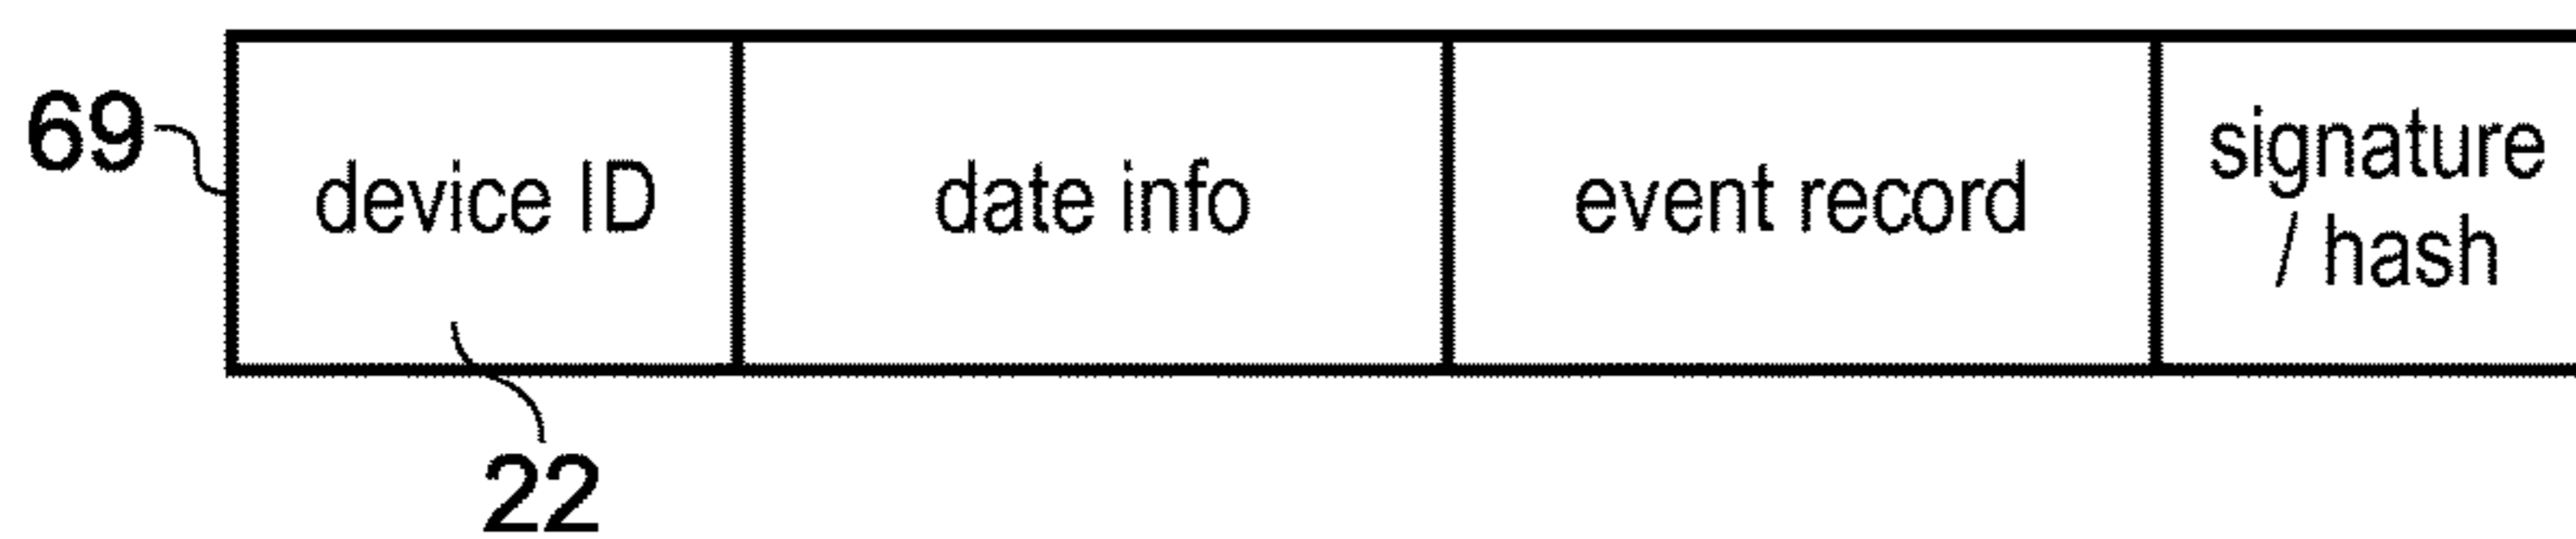 69
device ID
date info
event record
signature
/ hash
22